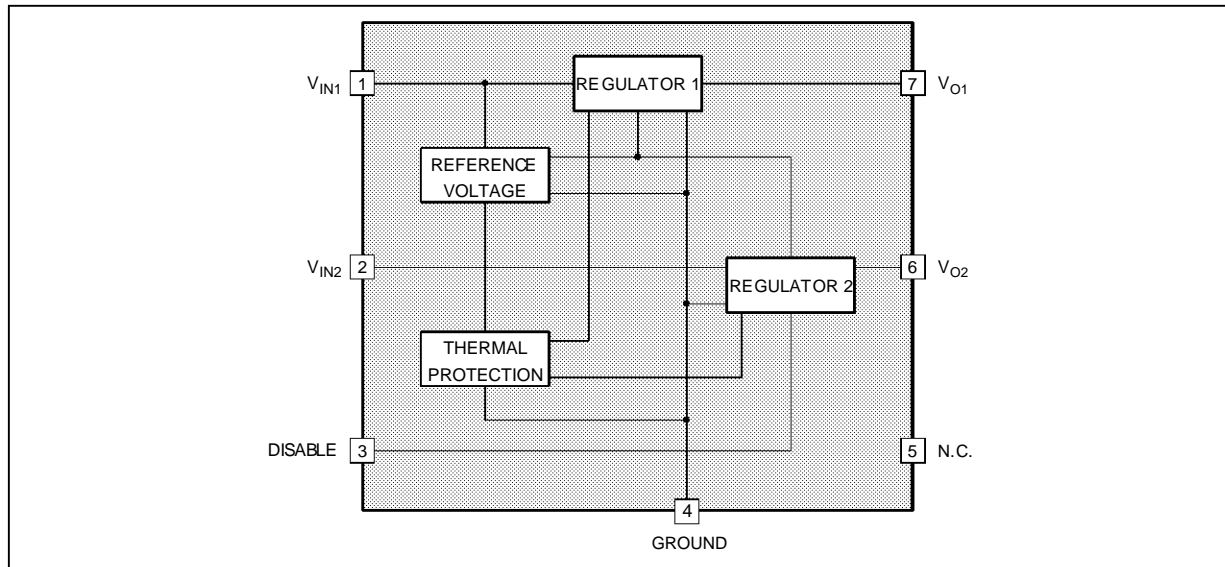 V_IN1 1 REGULATOR 1 7 V_O1
REFERENCE
VOLTAGE
V_IN2 2 6 V_O2
REGULATOR 2
THERMAL
PROTECTION
DISABLE 3 5 N.C.
4
GROUND